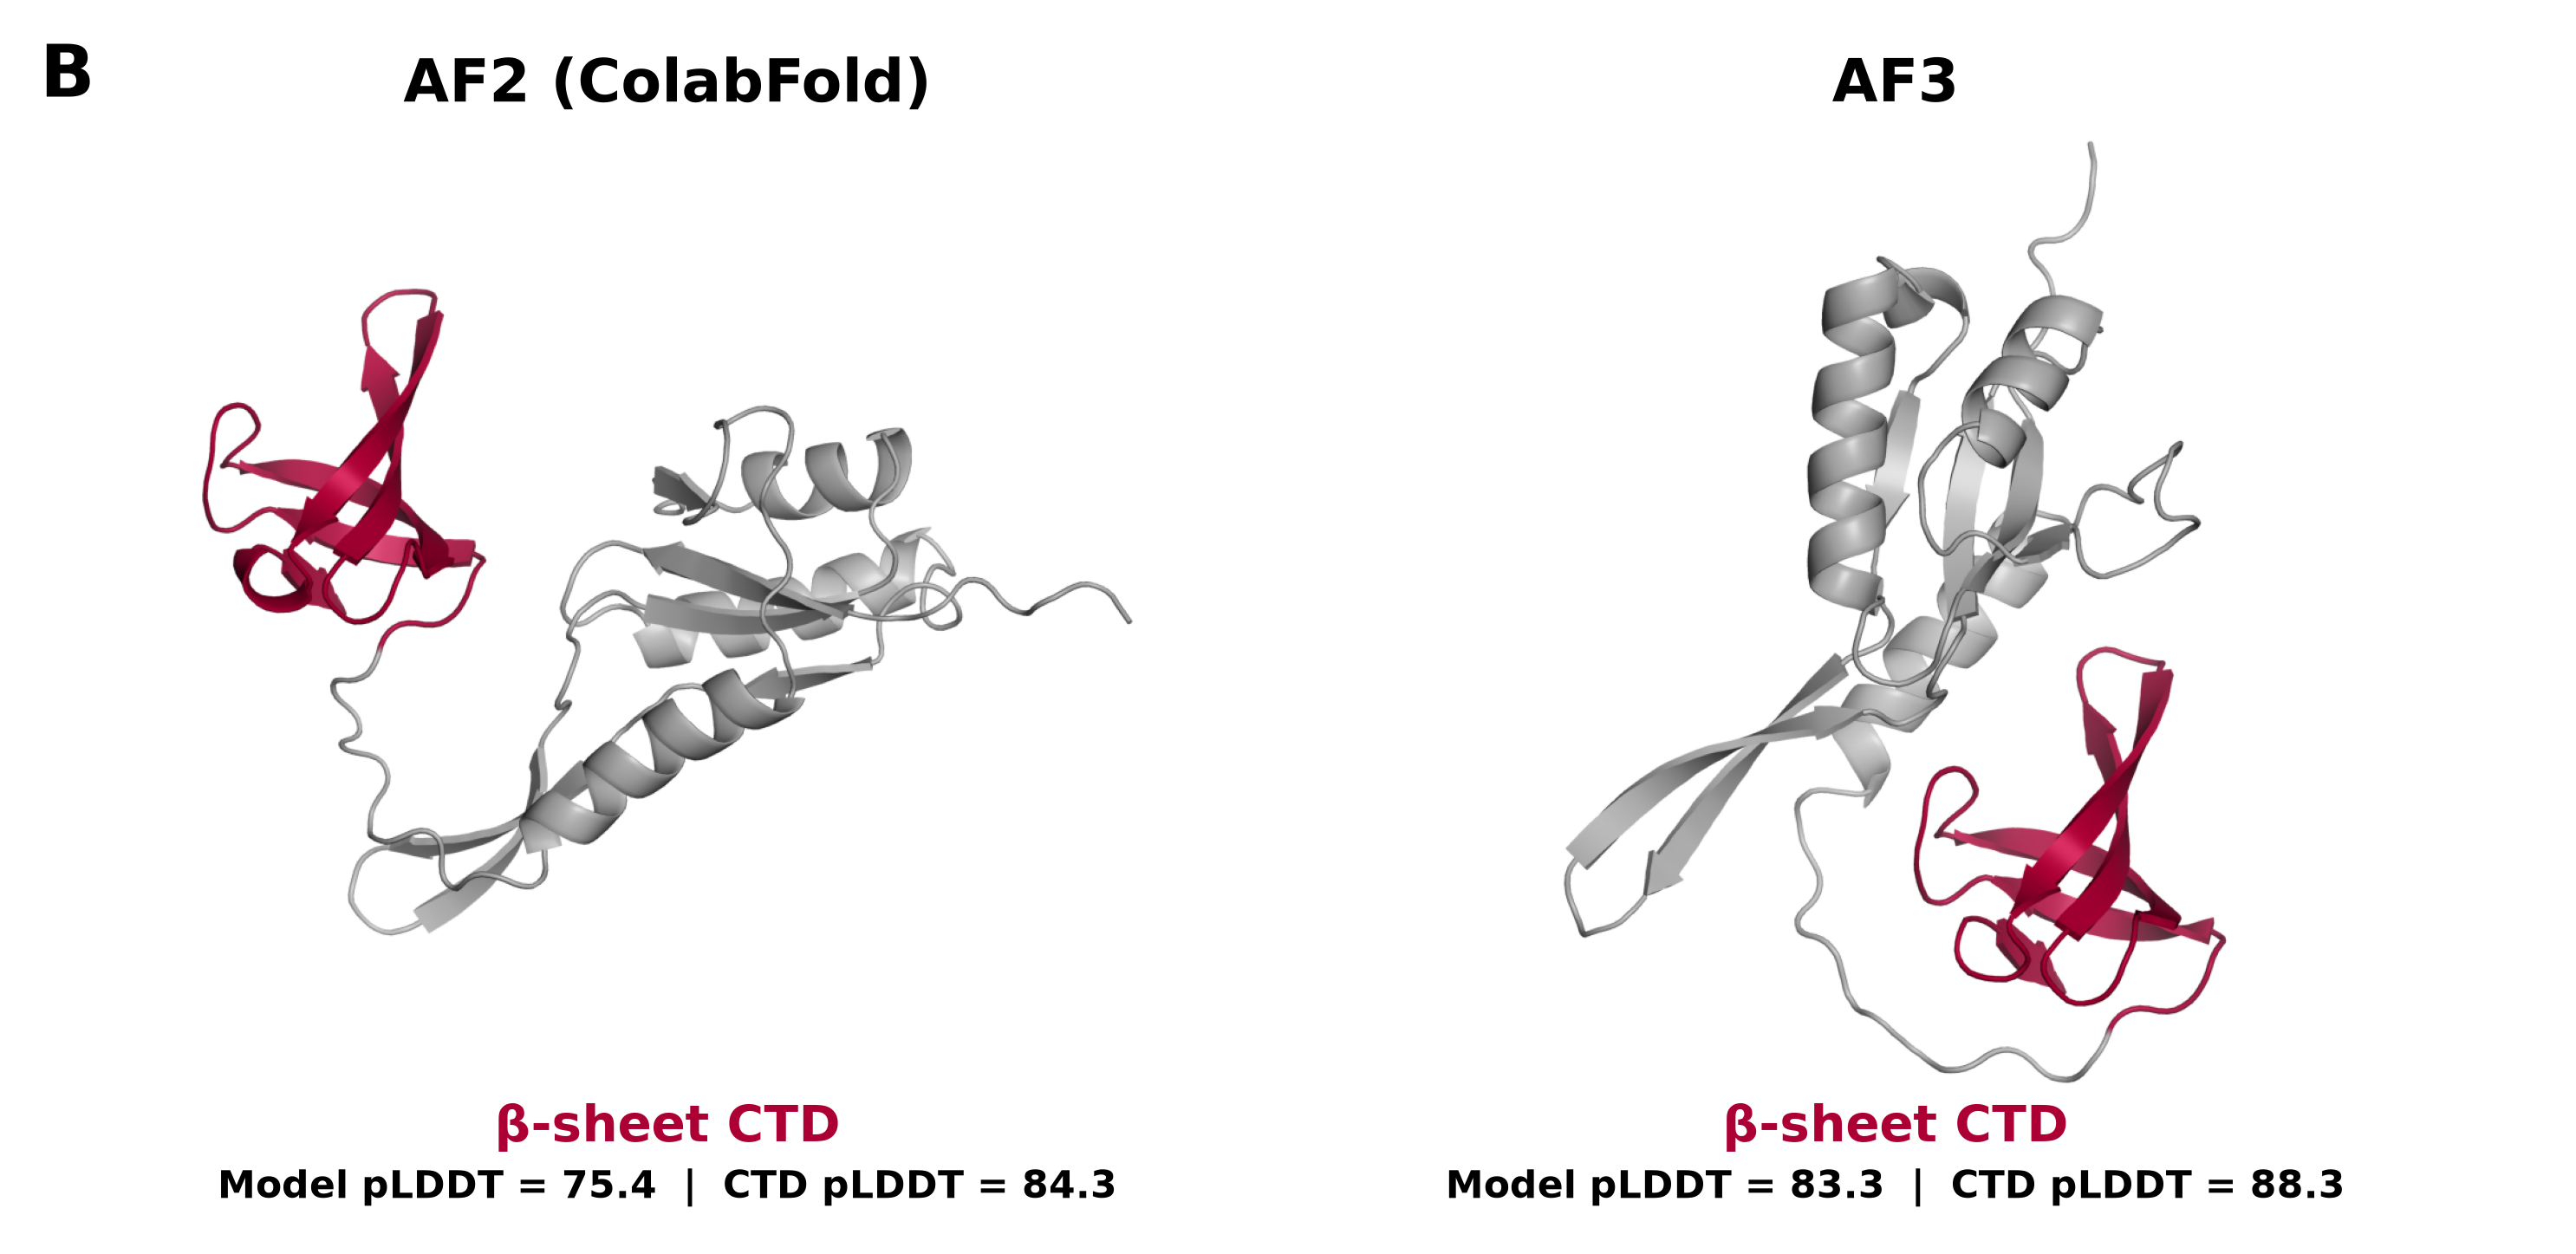 B
AF2 (ColabFold)
AF3
β-sheet CTD
Model pLDDT = 75.4 | CTD pLDDT = 84.3
β-sheet CTD
Model pLDDT = 83.3 | CTD pLDDT = 88.3